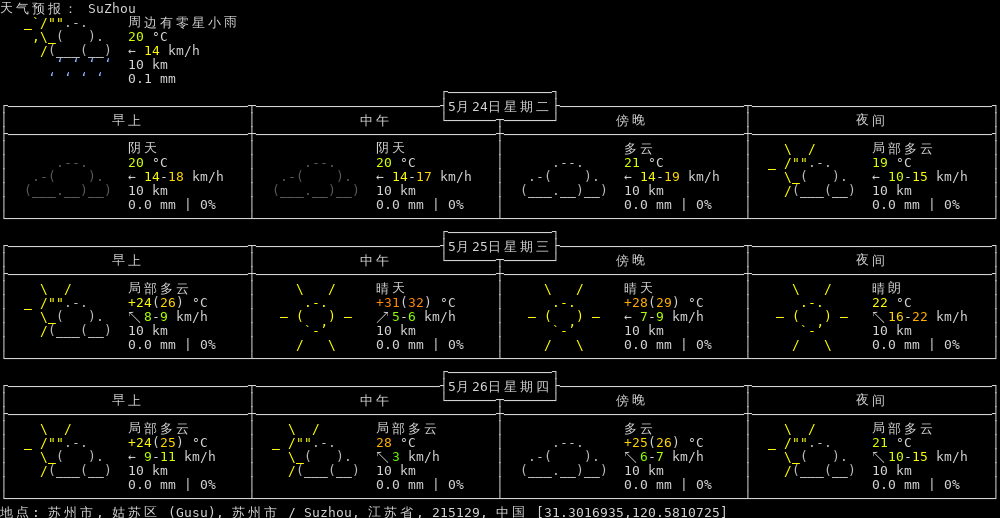 天气预报: SuZhou
周边有零星小雨
20 °C
← 14 km/h
10 km
0.1 mm
5月24日星期二
早上 中午 傍晚 夜间
阴天 阴天 多云 局部多云
20 °C 20 °C 21 °C 19 °C
← 14-18 km/h ← 14-17 km/h ← 14-19 km/h ← 10-15 km/h
10 km 10 km 10 km 10 km
0.0 mm | 0% 0.0 mm | 0% 0.0 mm | 0% 0.0 mm | 0%
5月25日星期三
早上 中午 傍晚 夜间
局部多云 晴天 晴天 晴朗
+24(26) °C +31(32) °C +28(29) °C 22 °C
↖ 8-9 km/h ↗ 5-6 km/h ← 7-9 km/h ↖ 16-22 km/h
10 km 10 km 10 km 10 km
0.0 mm | 0% 0.0 mm | 0% 0.0 mm | 0% 0.0 mm | 0%
5月26日星期四
早上 中午 傍晚 夜间
局部多云 局部多云 多云 局部多云
+24(25) °C 28 °C +25(26) °C 21 °C
← 9-11 km/h ↖ 3 km/h ↖ 6-7 km/h ↖ 10-15 km/h
10 km 10 km 10 km 10 km
0.0 mm | 0% 0.0 mm | 0% 0.0 mm | 0% 0.0 mm | 0%
地点: 苏州市, 姑苏区 (Gusu), 苏州市 / Suzhou, 江苏省, 215129, 中国 [31.3016935,120.5810725]